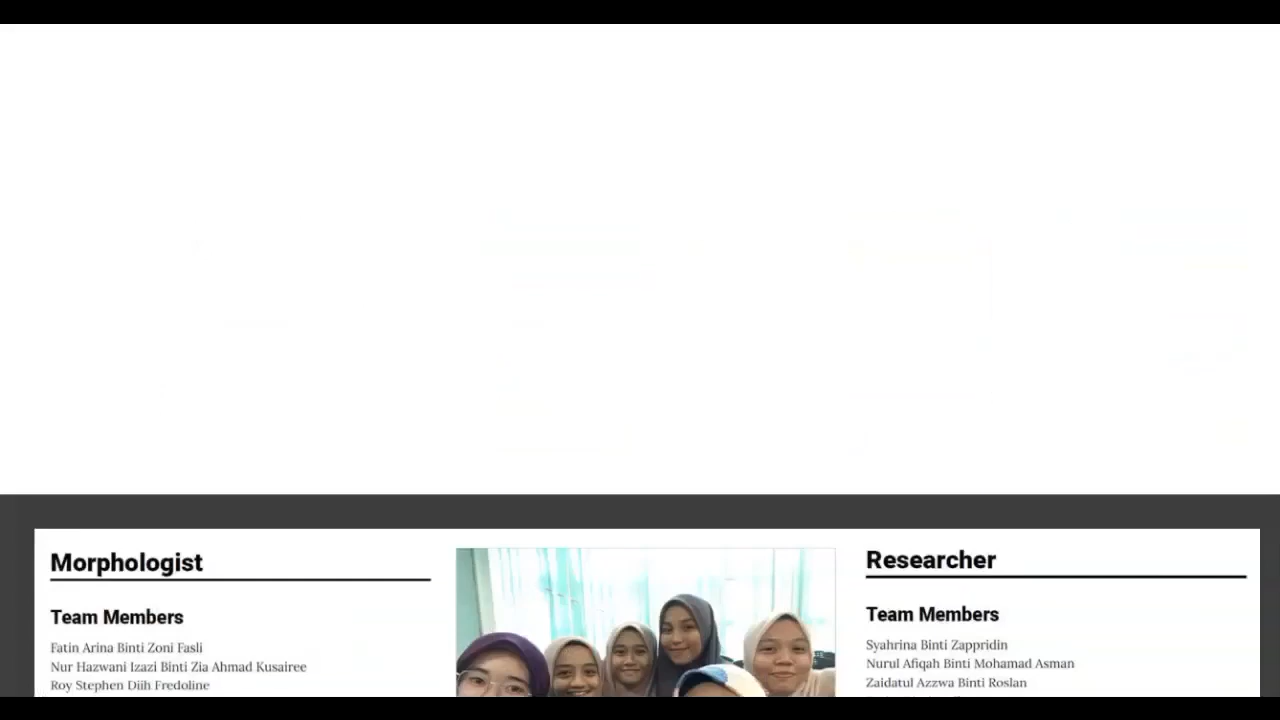 Morphologist
Team Members
Fatin Arina Binti Zoni Fasli
Nur Hazwani Izazi Binti Zia Ahmad Kusairee
Roy Stephen Diih Fredoline
Researcher
Team Members
Syahrina Binti Zappridin
Nurul Afiqah Binti Mohamad Asman
Zaidatul Azzwa Binti Roslan